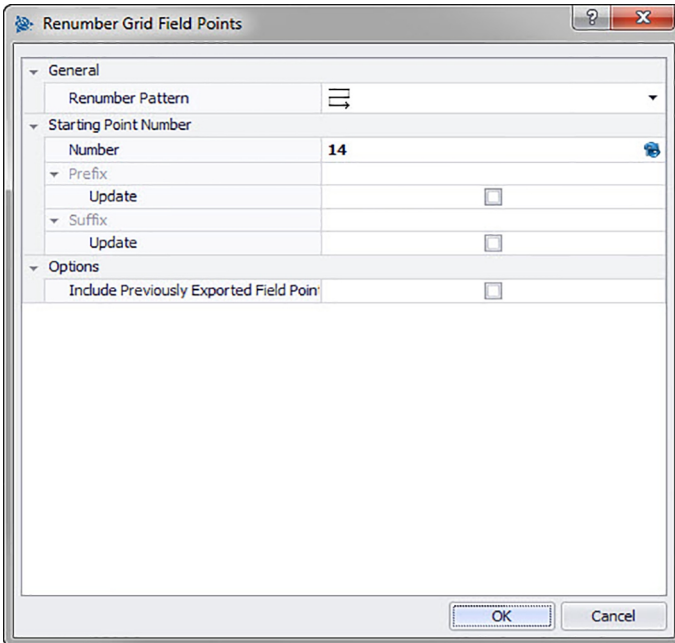 Renumber Grid Field Points
?
General
Renumber Pattern
Starting Point Number
Number 14
Prefix
Update
Suffix
Update
Options
Include Previously Exported Field Poin
OK Cancel